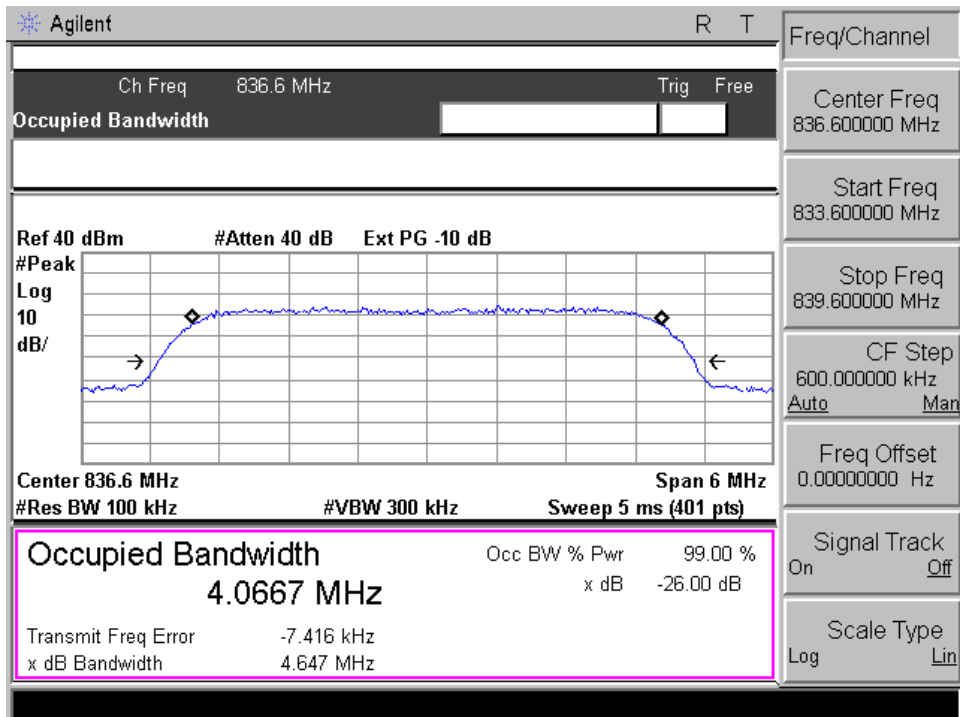 Agilent R T
Ch Freq 836.6 MHz Trig Free
Occupied Bandwidth
Ref 40 dBm #Atten 40 dB Ext PG -10 dB
#Peak
Log
10
dB/
Center 836.6 MHz Span 6 MHz
#Res BW 100 kHz #VBW 300 kHz Sweep 5 ms (401 pts)
Occupied Bandwidth Occ BW % Pwr 99.00 %
4.0667 MHz x dB -26.00 dB
Transmit Freq Error -7.416 kHz
x dB Bandwidth 4.647 MHz
Freq/Channel
Center Freq
836.600000 MHz
Start Freq
833.600000 MHz
Stop Freq
839.600000 MHz
CF Step
600.000000 kHz
Auto Man
Freq Offset
0.00000000 Hz
Signal Track
On Off
Scale Type
Log Lin